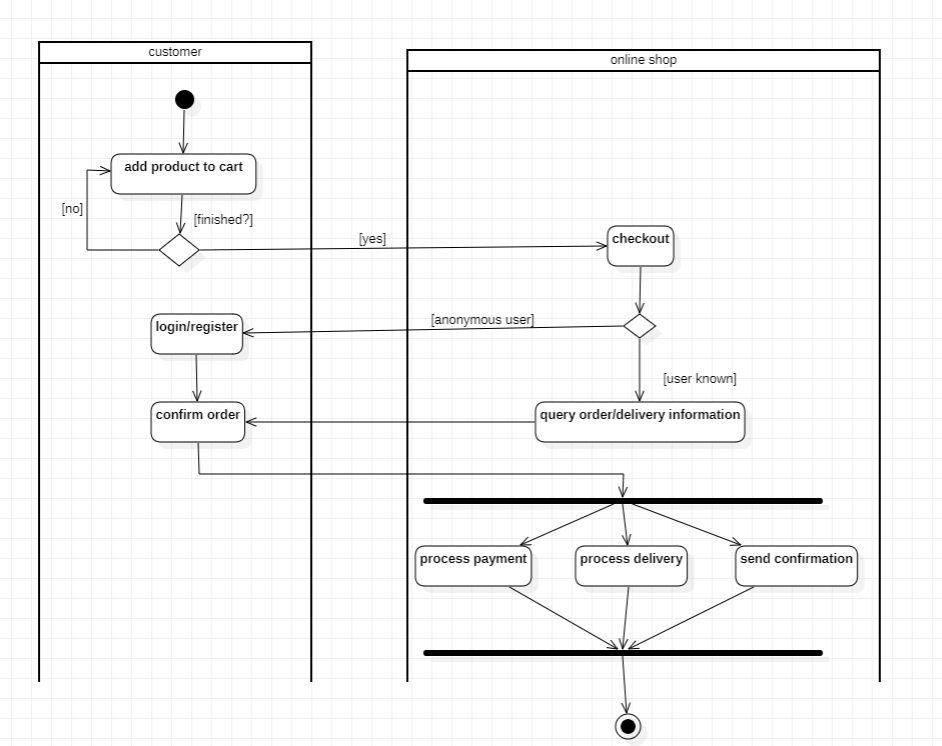 customer
online shop
add product to cart
[no]
[finished?]
[yes]
checkout
[anonymous user]
login/register
[user known]
confirm order
query order/delivery information
process payment
process delivery
send confirmation